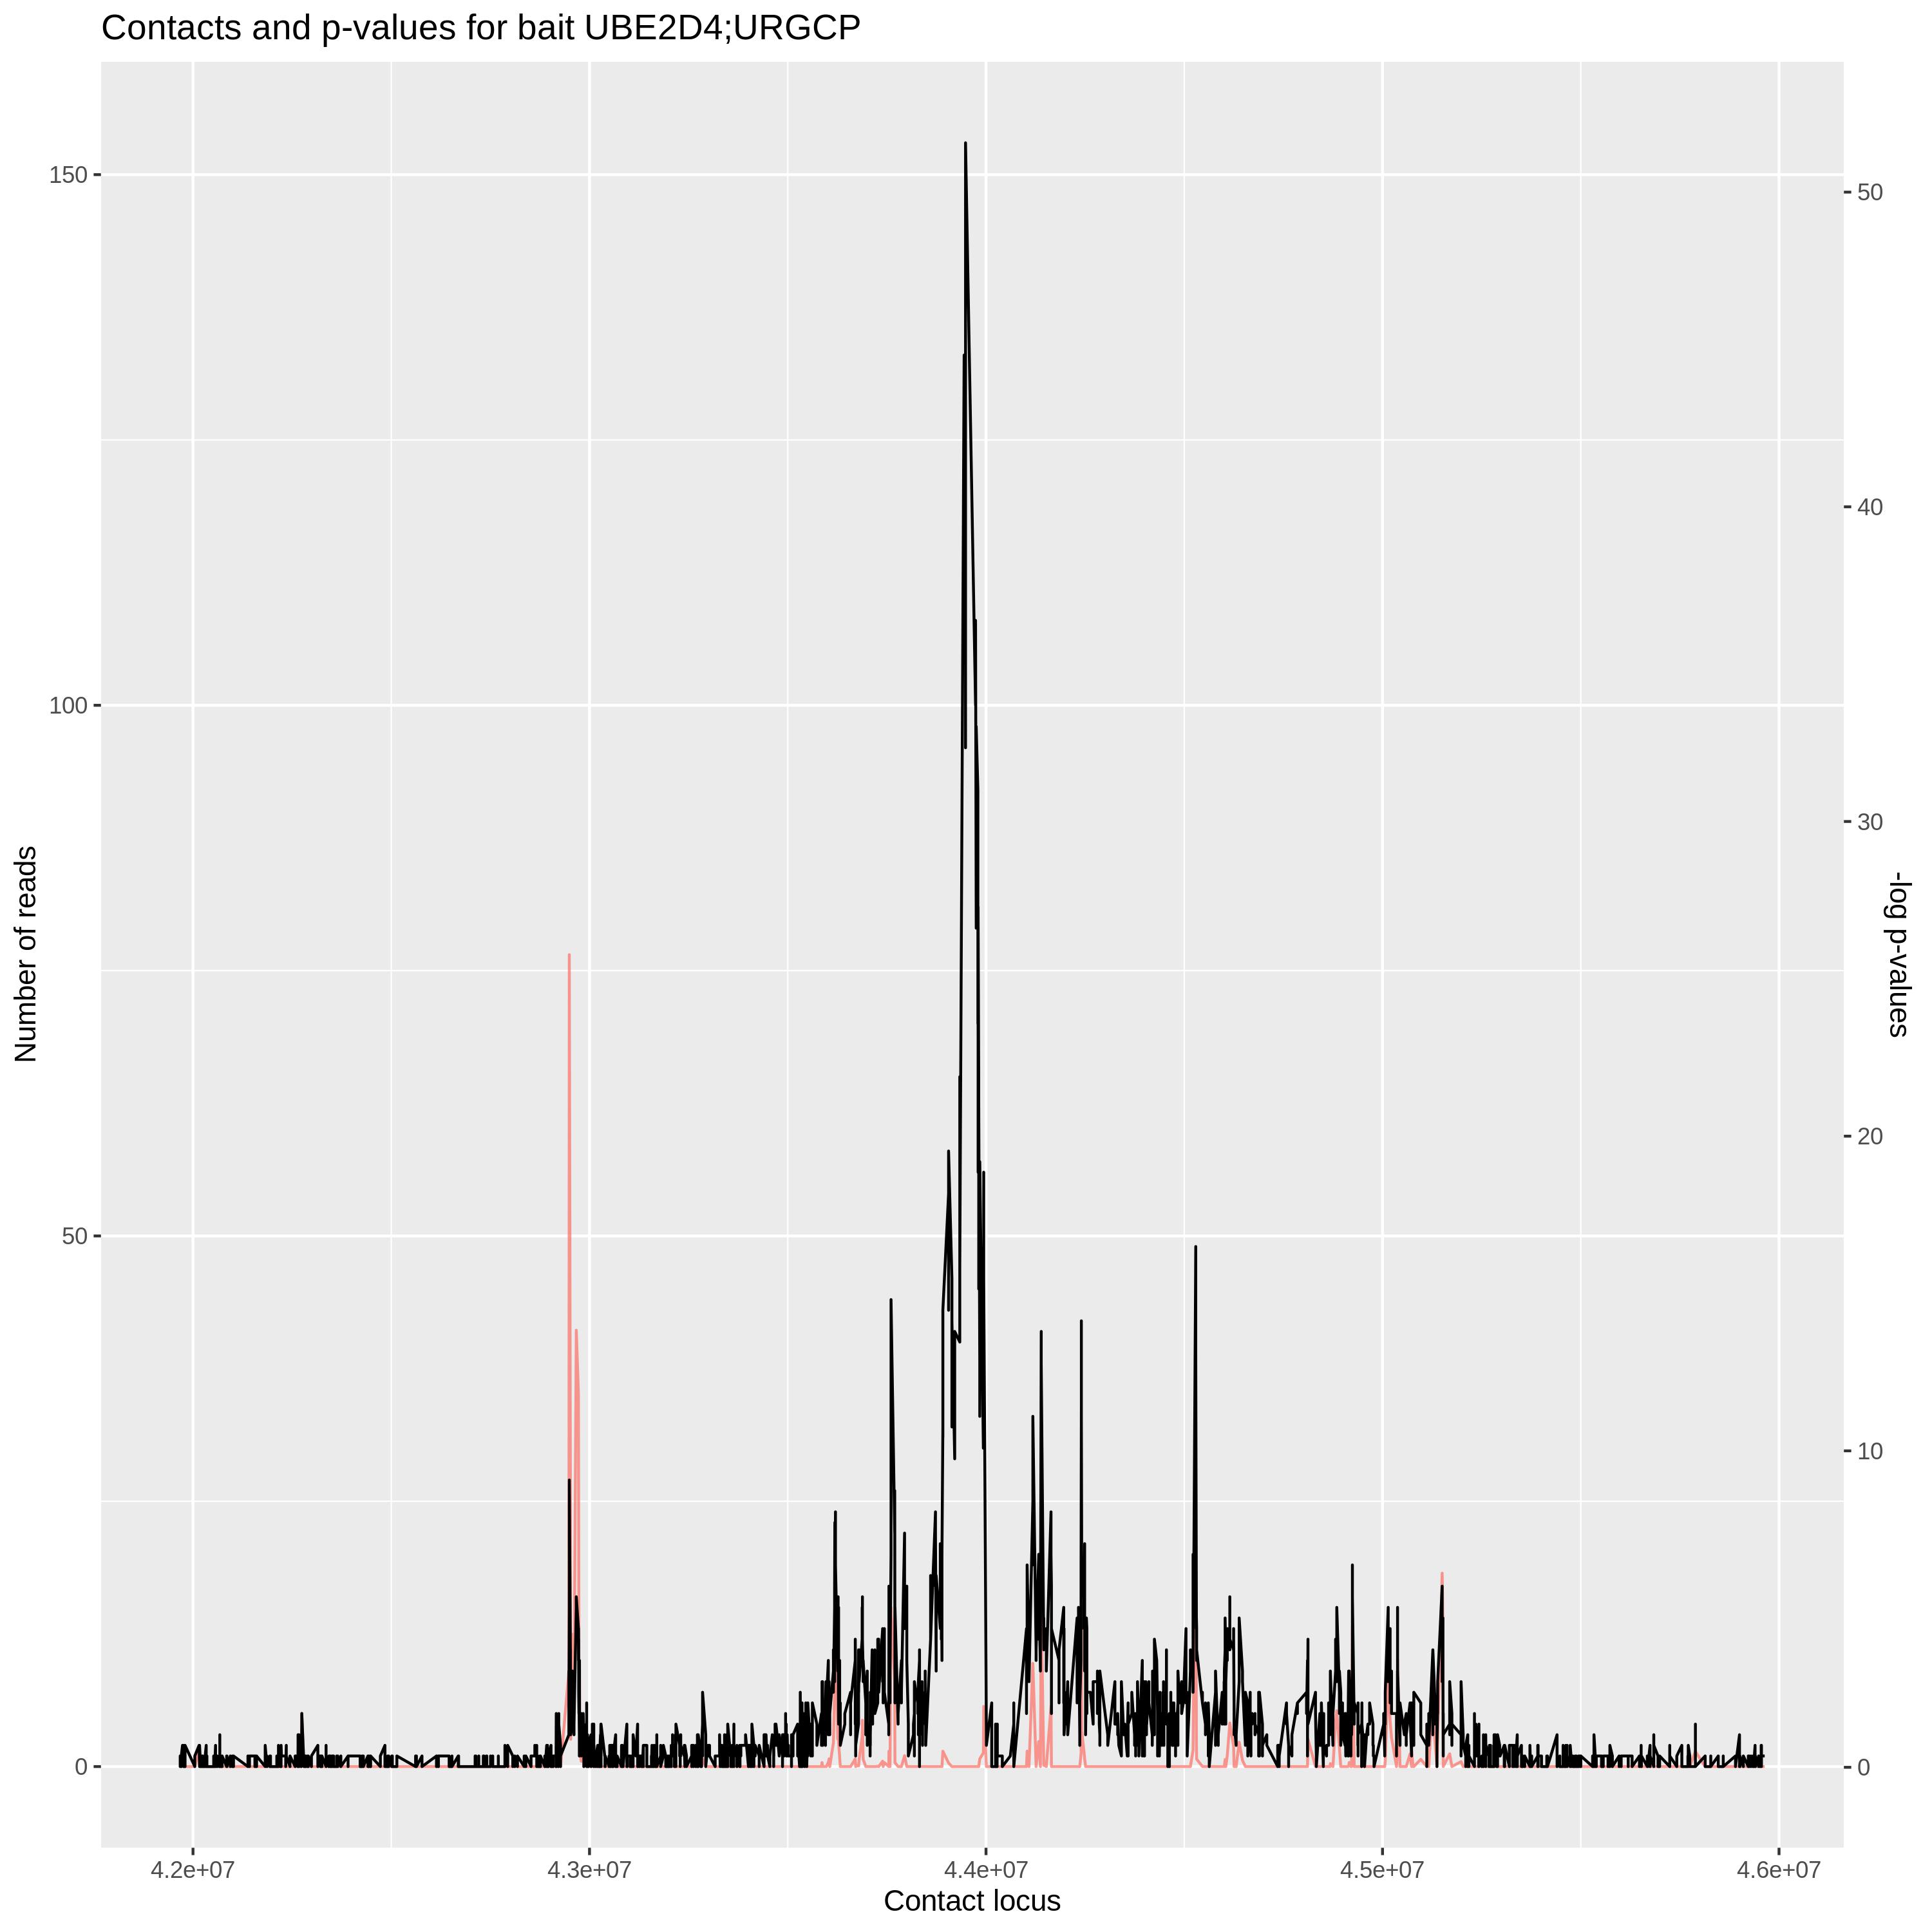 Contacts and p-values for bait UBE2D4;URGCP
150
100
50
0
Number of reads
50
40
30
20
10
0
-log p-values
4.2e+07
4.3e+07
4.4e+07
4.5e+07
4.6e+07
Contact locus